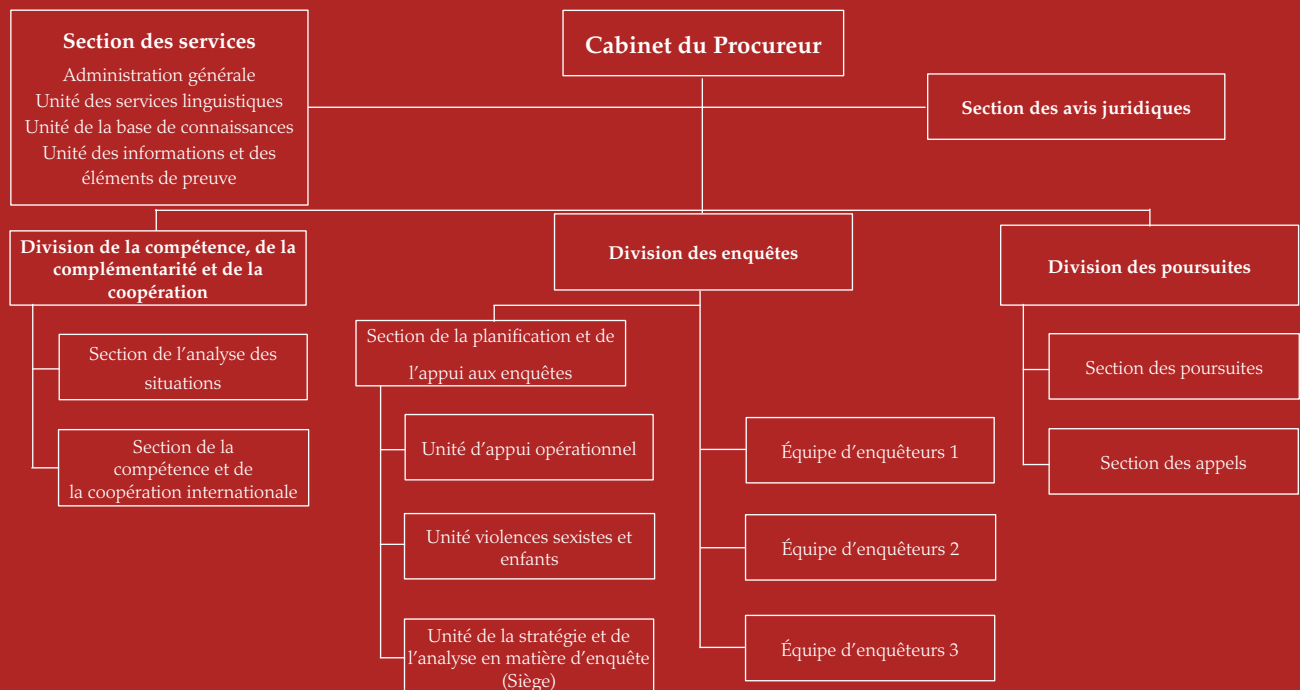 Section des services
Administration générale
Unité des services linguistiques
Unité de la base de connaissances
Unité des informations et des
éléments de preuve
Cabinet du Procureur
Section des avis juridiques
Division de la compétence, de la
complémentarité et de la
coopération
Section de l’analyse des
situations
Section de la
compétence et de
la coopération internationale
Division des enquêtes
Section de la planification et de
l’appui aux enquêtes
Unité d’appui opérationnel
Unité violences sexistes et
enfants
Unité de la stratégie et de
l’analyse en matière d’enquête
(Siège)
Équipe d’enquêteurs 1
Équipe d’enquêteurs 2
Équipe d’enquêteurs 3
Division des poursuites
Section des poursuites
Section des appels